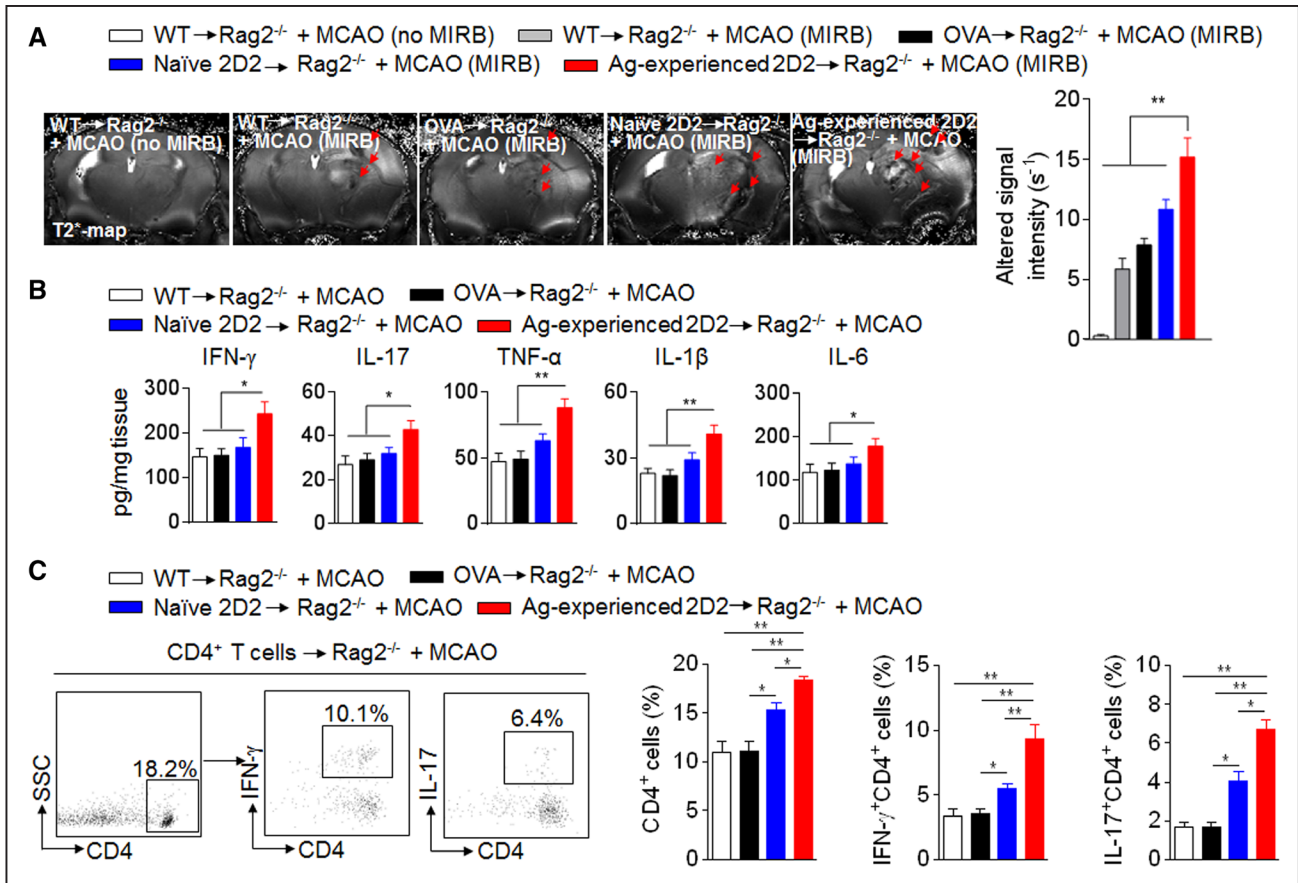 A
WT→Rag2-/- + MCAO (no MIRB) WT→Rag2-/- + MCAO (MIRB) OVA→Rag2-/- + MCAO (MIRB)
Naïve 2D2→ Rag2-/- + MCAO (MIRB) Ag-experienced 2D2→Rag2-/- + MCAO (MIRB)
WT→Rag2-/-
+ MCAO (no MIRB)
T2*-map
WT→Rag2-/-
+ MCAO (MIRB)
OVA→Rag2-/-
+ MCAO (MIRB)
Naïve 2D2→Rag2-/-
+ MCAO (MIRB)
Ag-experienced 2D2
→Rag2-/- + MCAO
(MIRB)
Altered signal
intensity (s-1)
20
15
10
5
0
**
B
WT→Rag2-/- + MCAO OVA→Rag2-/- + MCAO
Naïve 2D2→ Rag2-/- + MCAO Ag-experienced 2D2→Rag2-/- + MCAO
pg/mg tissue
IFN-γ
300
200
150
100
0
*
IL-17
60
40
20
0
*
TNF-α
100
50
0
**
IL-1β
60
30
0
**
IL-6
300
200
100
0
*
C
WT→Rag2-/- + MCAO OVA→Rag2-/- + MCAO
Naïve 2D2→ Rag2-/- + MCAO Ag-experienced 2D2→Rag2-/- + MCAO
CD4+ T cells → Rag2-/- + MCAO
SSC
18.2%
CD4
IFN-γ
10.1%
CD4
IL-17
6.4%
CD4
CD4+ cells (%)
20
15
10
5
0
**
**
*
*
IFN-γ+CD4+ cells (%)
15
10
5
0
**
**
**
*
IL-17+CD4+ cells (%)
10
8
6
4
2
0
**
**
*
*